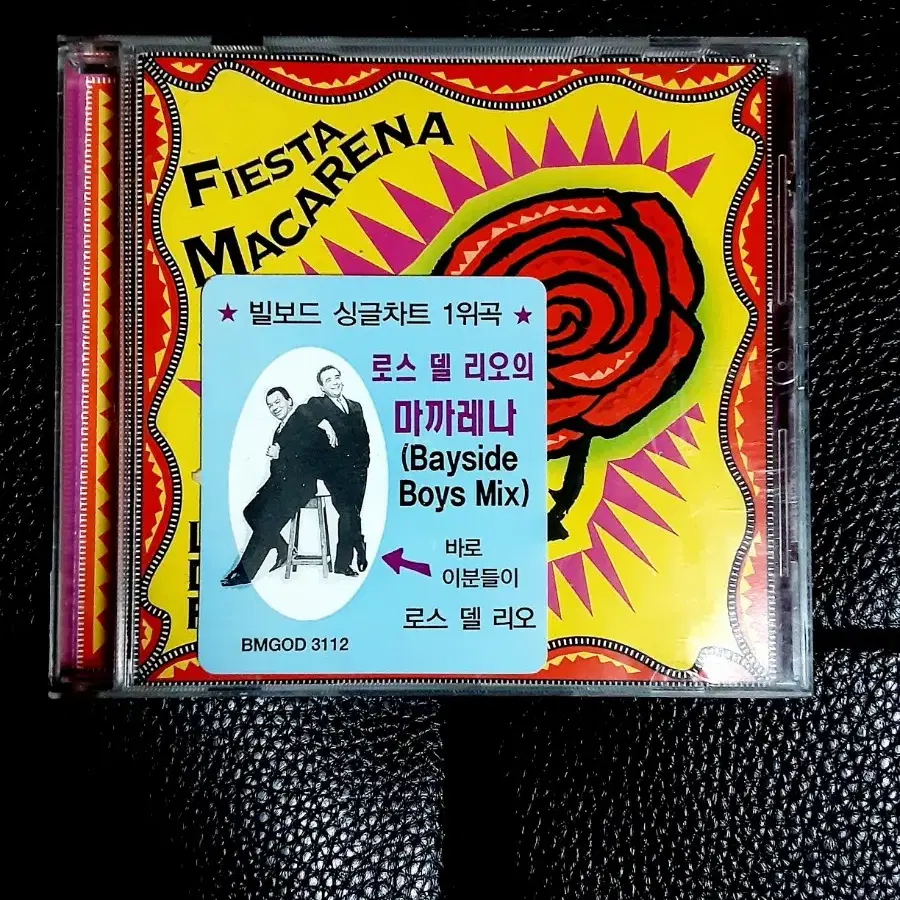 FIESTA
MACARENA
★ 빌보드 싱글차트 1위곡 ★
로스 델 리오의
마까레나
(Bayside
Boys Mix)
바로
이분들이
로스 델 리오
BMGOD 3112